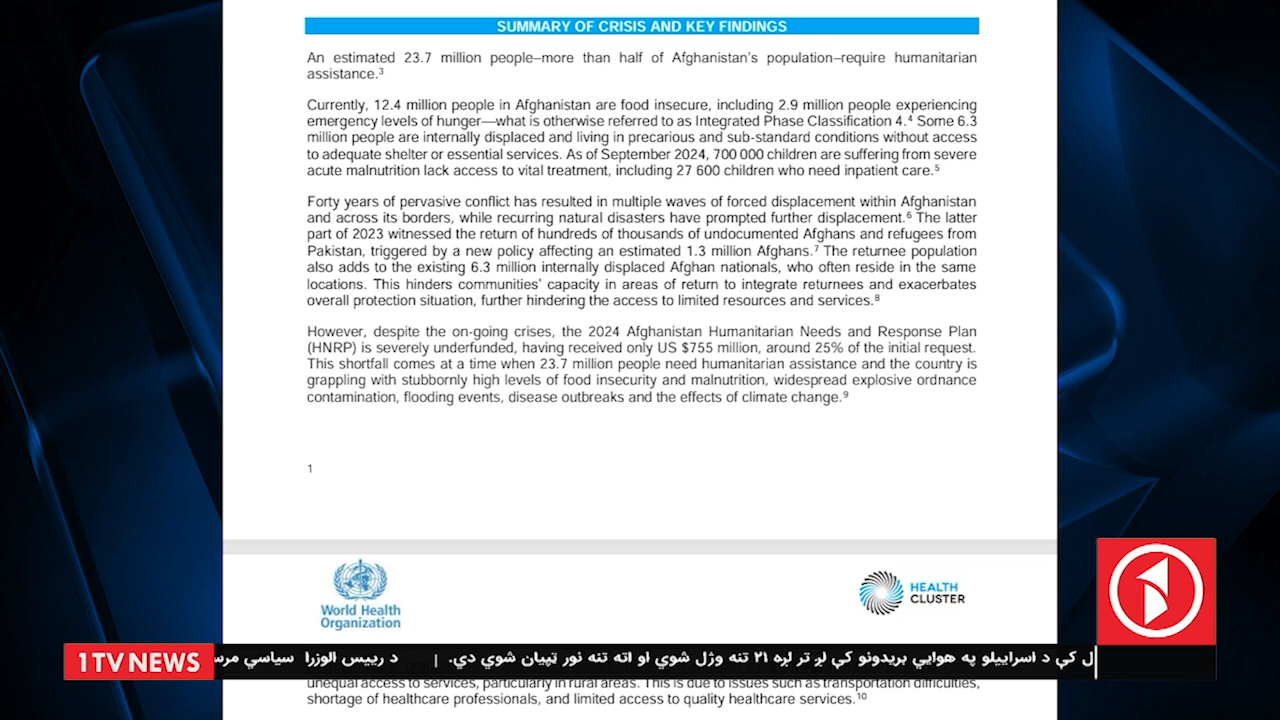 SUMMARY OF CRISIS AND KEY FINDINGS
An estimated 23.7 million people–more than half of Afghanistan's population–require humanitarian
assistance.³
Currently, 12.4 million people in Afghanistan are food insecure, including 2.9 million people experiencing
emergency levels of hunger—what is otherwise referred to as Integrated Phase Classification 4.⁴ Some 6.3
million people are internally displaced and living in precarious and sub-standard conditions without access
to adequate shelter or essential services. As of September 2024, 700 000 children are suffering from severe
acute malnutrition lack access to vital treatment, including 27 600 children who need inpatient care.⁵
Forty years of pervasive conflict has resulted in multiple waves of forced displacement within Afghanistan
and across its borders, while recurring natural disasters have prompted further displacement.⁶ The latter
part of 2023 witnessed the return of hundreds of thousands of undocumented Afghans and refugees from
Pakistan, triggered by a new policy affecting an estimated 1.3 million Afghans.⁷ The returnee population
also adds to the existing 6.3 million internally displaced Afghan nationals, who often reside in the same
locations. This hinders communities' capacity in areas of return to integrate returnees and exacerbates
overall protection situation, further hindering the access to limited resources and services.⁸
However, despite the on-going crises, the 2024 Afghanistan Humanitarian Needs and Response Plan
(HNRP) is severely underfunded, having received only US $755 million, around 25% of the initial request.
This shortfall comes at a time when 23.7 million people need humanitarian assistance and the country is
grappling with stubbornly high levels of food insecurity and malnutrition, widespread explosive ordnance
contamination, flooding events, disease outbreaks and the effects of climate change.⁹
1
World Health
Organization
HEALTH
CLUSTER
1TV NEWS
ل کې د اسراییلو په هوایي بریدونو کې لږ تر لږه ۲۱ تنه وژل شوي او اته تنه نور ټپیان شوي دي. | د رییس الوزرا سیاسي مرس
unequal access to services, particularly in rural areas. This is due to issues such as transportation difficulties,
shortage of healthcare professionals, and limited access to quality healthcare services.¹⁰